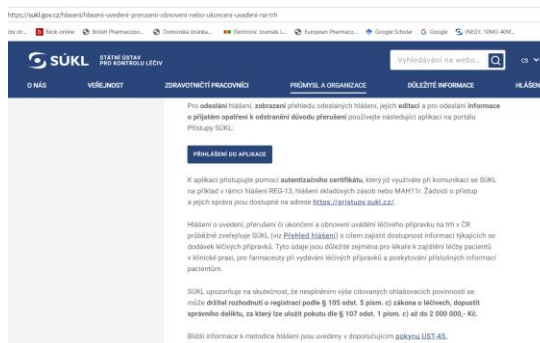 https://sukl.gov.cz/hlaseni/hlaseni-uvedeni-preruseni-obnoveni-nebo-ukonceni-uvadeni-na-trh
Beck-online British Pharmacopo... Domovská stránka... Electronic Journals L... European Pharmaco... Google Scholar Google INEGY, 10MG-40M...
SÚKL STÁTNÍ ÚSTAV
PRO KONTROLU LÉČIV
Vyhledávání na webu...
cs
O NÁS VEŘEJNOST ZDRAVOTNIČTÍ PRACOVNÍCI PRŮMYSL A ORGANIZACE DŮLEŽITÉ INFORMACE HLÁŠEN
Pro odeslání hlášení, zobrazení přehledu odeslaných hlášení, jejich editaci a pro odeslání informace
o přijatém opatření k odstranění důvodu přerušení používejte následující aplikaci na portálu
Přístupy SÚKL:
PŘIHLÁŠENÍ DO APLIKACE
K aplikaci přistupujte pomocí autentizačního certifikátu, který již využíváte při komunikaci se SÚKL
na příklad v rámci hlášení REG-13, hlášení skladových zásob nebo MAH11r. Žádosti o přístup
a jejich správa jsou dostupné na adrese https://pristupy.sukl.cz/.
Hlášení o uvedení, přerušení či ukončení a obnovení uvádění léčivého přípravku na trh v ČR
průběžně zveřejňuje SÚKL (viz Přehled hlášení) s cílem zajistit dostupnost informací týkajících se
dodávek léčivých přípravků. Tyto údaje jsou důležité zejména pro lékaře k zajištění léčby pacientů
v klinické praxi, pro farmaceuty při vydávání léčivých přípravků a poskytování příslušných informací
pacientům.
SÚKL upozorňuje na skutečnost, že nesplněním výše citovaných ohlašovacích povinností se
může držitel rozhodnutí o registraci podle § 105 odst. 5 písm. c) zákona o léčivech, dopustit
správního deliktu, za který lze uložit pokutu dle § 107 odst. 1 písm. c) až do 2 000 000,- Kč.
Bližší informace k metodice hlášení jsou uvedeny v doporučujícím pokynu UST-45.